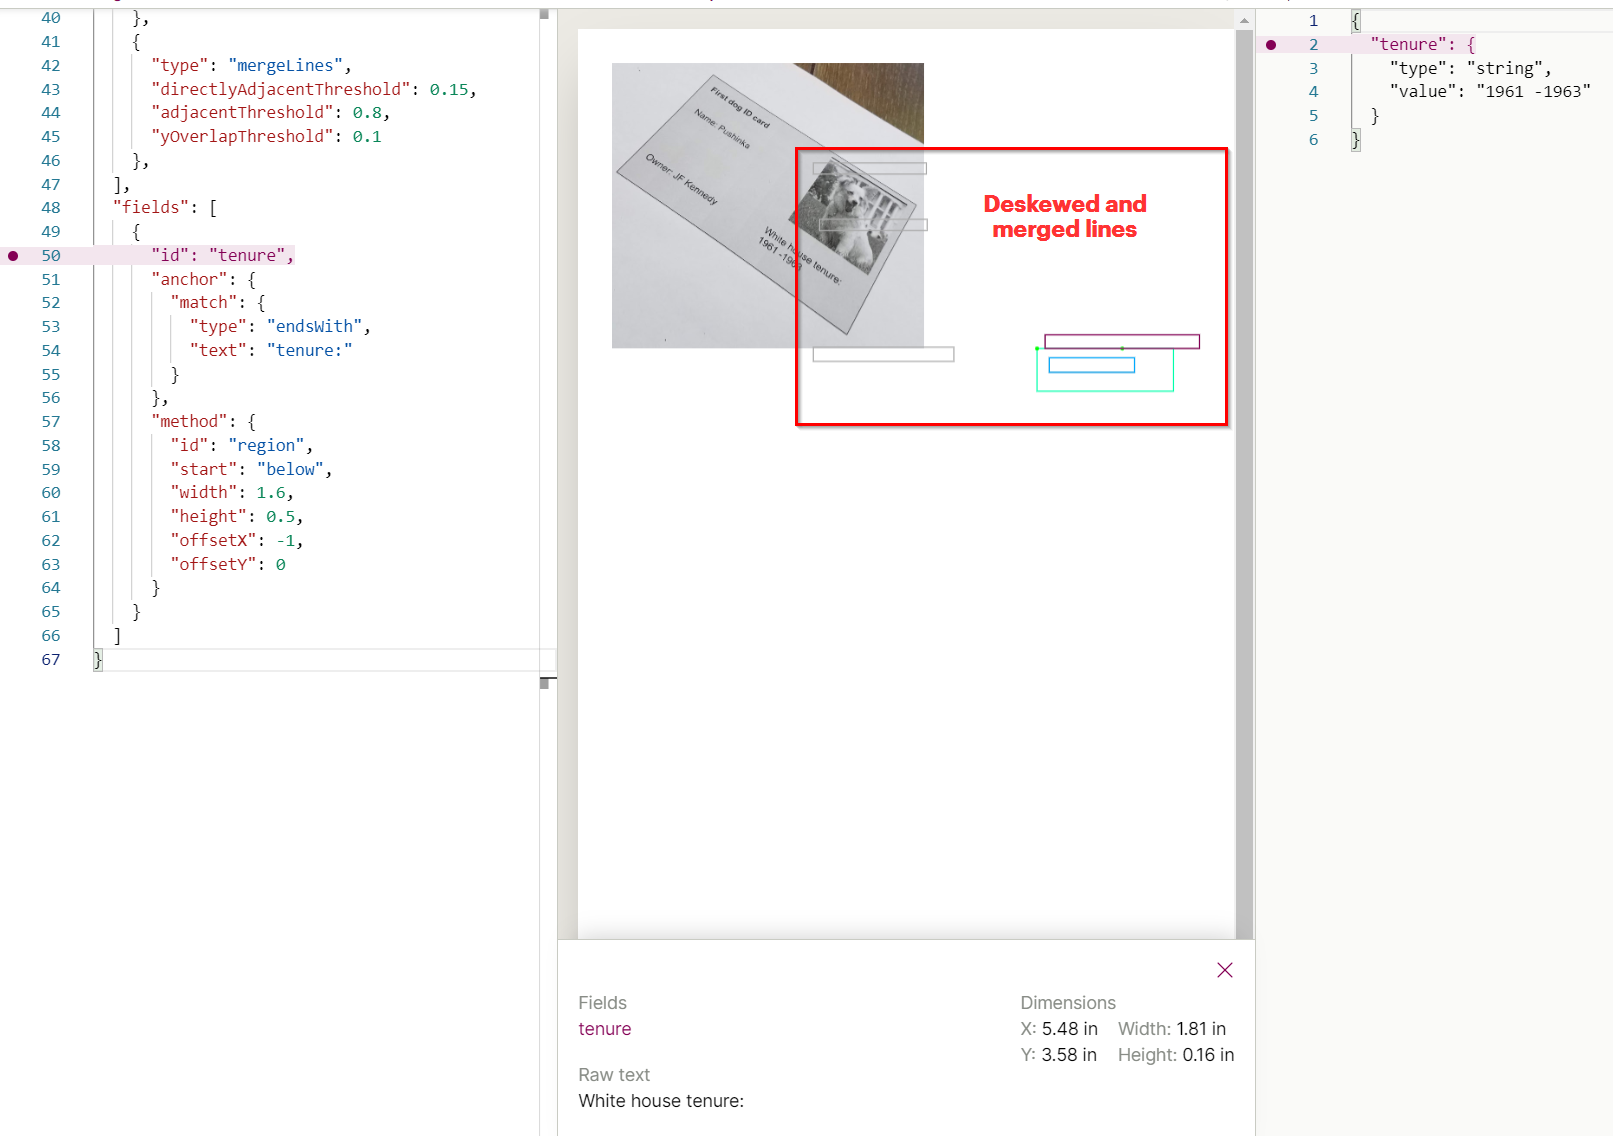 40 },
41 {
42 "type": "mergeLines",
43 "directlyAdjacentThreshold": 0.15,
44 "adjacentThreshold": 0.8,
45 "yOverlapThreshold": 0.1
46 },
47 ],
48 "fields": [
49 {
50 "id": "tenure",
51 "anchor": {
52 "match": {
53 "type": "endsWith",
54 "text": "tenure:"
55 }
56 },
57 "method": {
58 "id": "region",
59 "start": "below",
60 "width": 1.6,
61 "height": 0.5,
62 "offsetX": -1,
63 "offsetY": 0
64 }
65 }
66 ]
67 }
First dog ID card
Name: Pushinka
Owner: JF Kennedy
White house tenure:
1961 -1963
Deskewed and
merged lines
Fields
tenure
Raw text
White house tenure:
Dimensions
X: 5.48 in Width: 1.81 in
Y: 3.58 in Height: 0.16 in
1 {
2 "tenure": {
3 "type": "string",
4 "value": "1961 -1963"
5 }
6 }